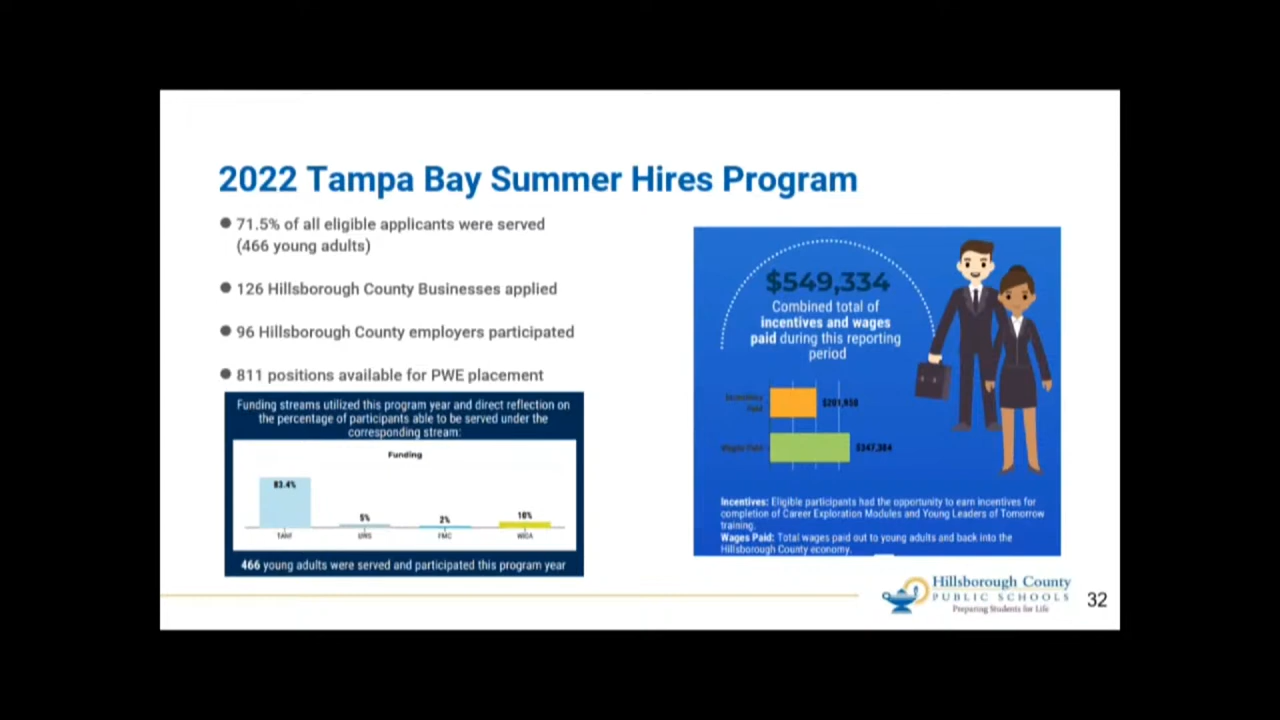 2022 Tampa Bay Summer Hires Program
71.5% of all eligible applicants were served
(466 young adults)
126 Hillsborough County Businesses applied
96 Hillsborough County employers participated
811 positions available for PWE placement
Funding streams utilized this program year and direct reflection on
the percentage of participants able to be served under the
corresponding stream:
Funding
83.4%
5%
2%
10%
TANF
FMC
466 young adults were served and participated this program year
$549,334
Combined total of
incentives and wages
paid during this reporting
period
Paid
Wages Paid
$347,384
Incentives: Eligible participants had the opportunity to earn incentives for
completion of Career Exploration Modules and Young Leaders of Tomorrow
training.
Wages Paid: Total wages paid out to young adults and back into the
Hillsborough County economy.
Hillsborough County
PUBLIC SCHOOLS
Preparing Students for Life
32